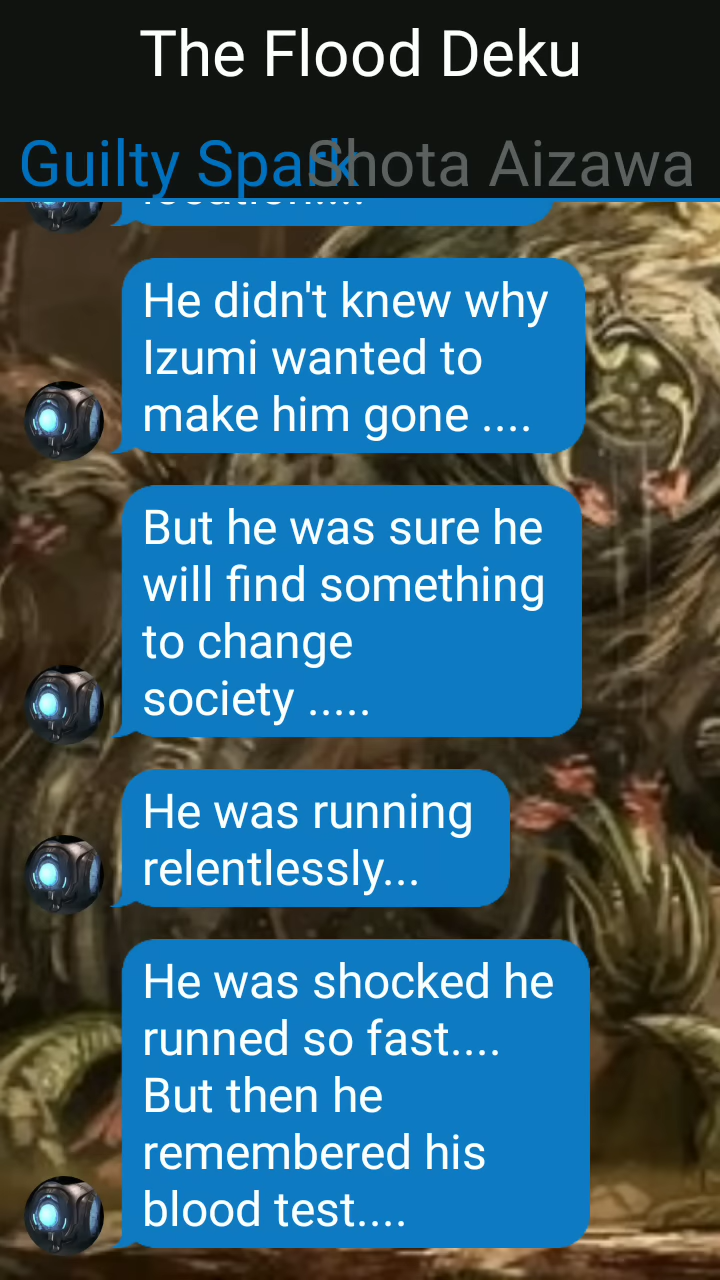 The Flood Deku
Guilty Spark Shota Aizawa
He didn't knew why
Izumi wanted to
make him gone ....
But he was sure he
will find something
to change
society .....
He was running
relentlessly...
He was shocked he
runned so fast....
But then he
remembered his
blood test....